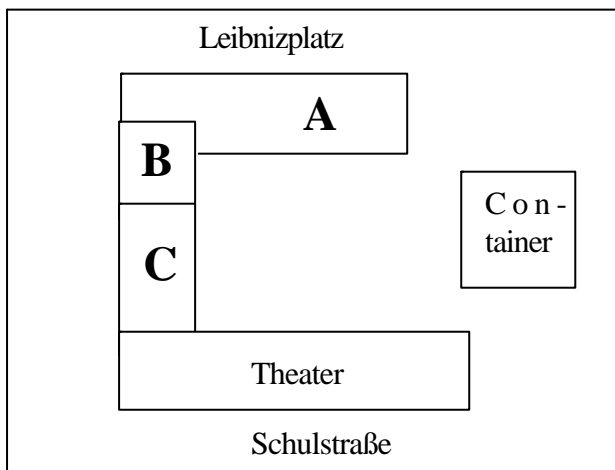 Leibnizplatz
A
B
C o n -
tainer
C
Theater
Schulstraße